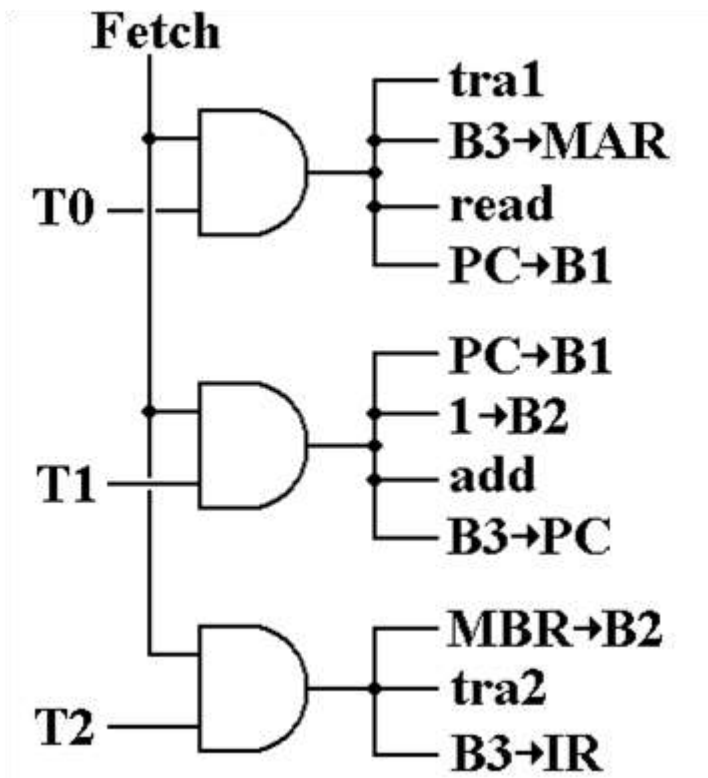 Fetch
tra1
B3→MAR
T0
read
PC→B1
PC→B1
1→B2
T1
add
B3→PC
MBR→B2
tra2
T2
B3→IR